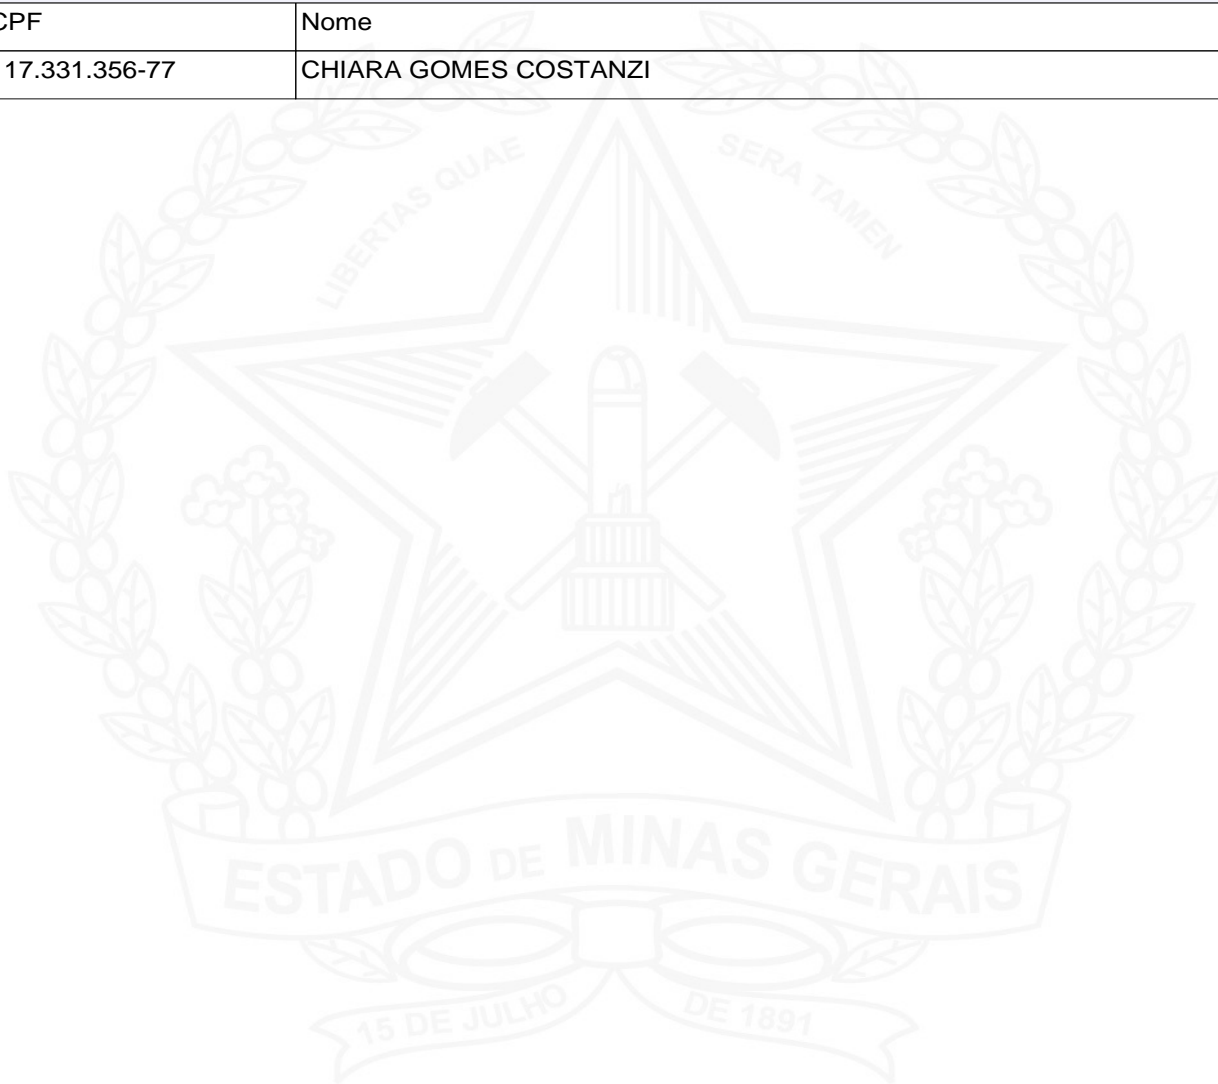 CPF Nome
17.331.356-77 CHIARA GOMES COSTANZI
LIBERTAS QUAE SERA TAMEN
ESTADO DE MINAS GERAIS
15 DE JULHO DE 1891